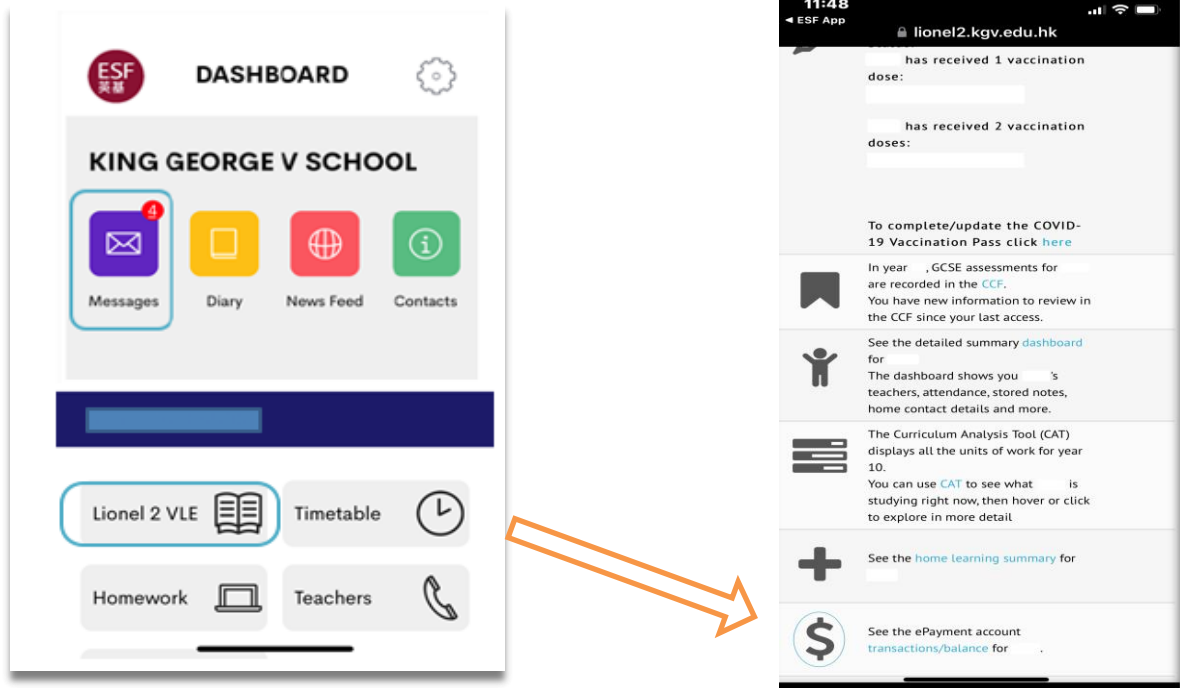 ESF
英基
DASHBOARD
KING GEORGE V SCHOOL
4
Messages
Diary
News Feed
Contacts
Lionel 2 VLE
Timetable
Homework
Teachers
11:48
◄ ESF App
lionel2.kgv.edu.hk
has received 1 vaccination
dose:
has received 2 vaccination
doses:
To complete/update the COVID-
19 Vaccination Pass click here
In year , GCSE assessments for
are recorded in the CCF.
You have new information to review in
the CCF since your last access.
See the detailed summary dashboard
for
The dashboard shows you 's
teachers, attendance, stored notes,
home contact details and more.
The Curriculum Analysis Tool (CAT)
displays all the units of work for year
10.
You can use CAT to see what is
studying right now, then hover or click
to explore in more detail
See the home learning summary for
See the ePayment account
transactions/balance for .